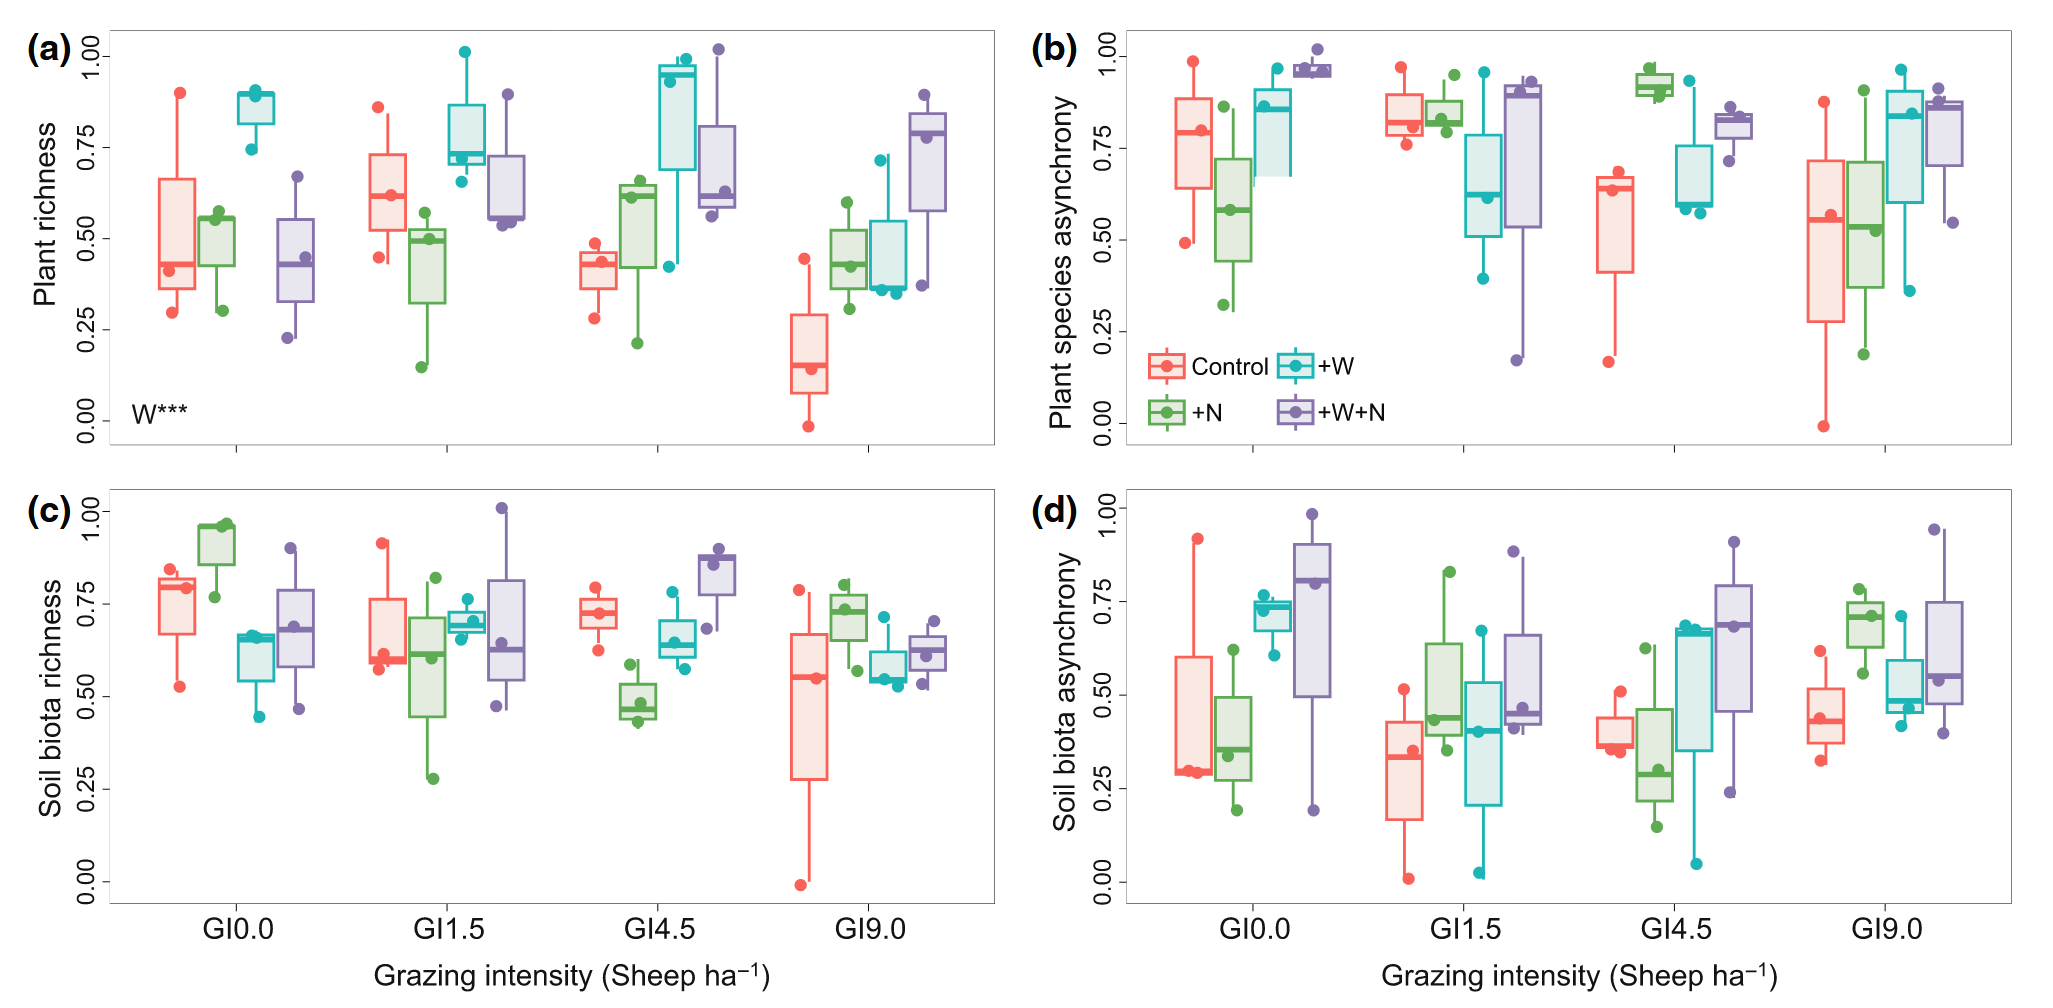 (a)
Plant richness
1.00
0.75
0.50
0.25
0.00
W***
(b)
Plant species asynchrony
1.00
0.75
0.50
0.25
0.00
Control
+W
+N
+W+N
(c)
Soil biota richness
1.00
0.75
0.50
0.25
0.00
GI0.0
GI1.5
GI4.5
GI9.0
Grazing intensity (Sheep ha⁻¹)
(d)
Soil biota asynchrony
1.00
0.75
0.50
0.25
0.00
GI0.0
GI1.5
GI4.5
GI9.0
Grazing intensity (Sheep ha⁻¹)